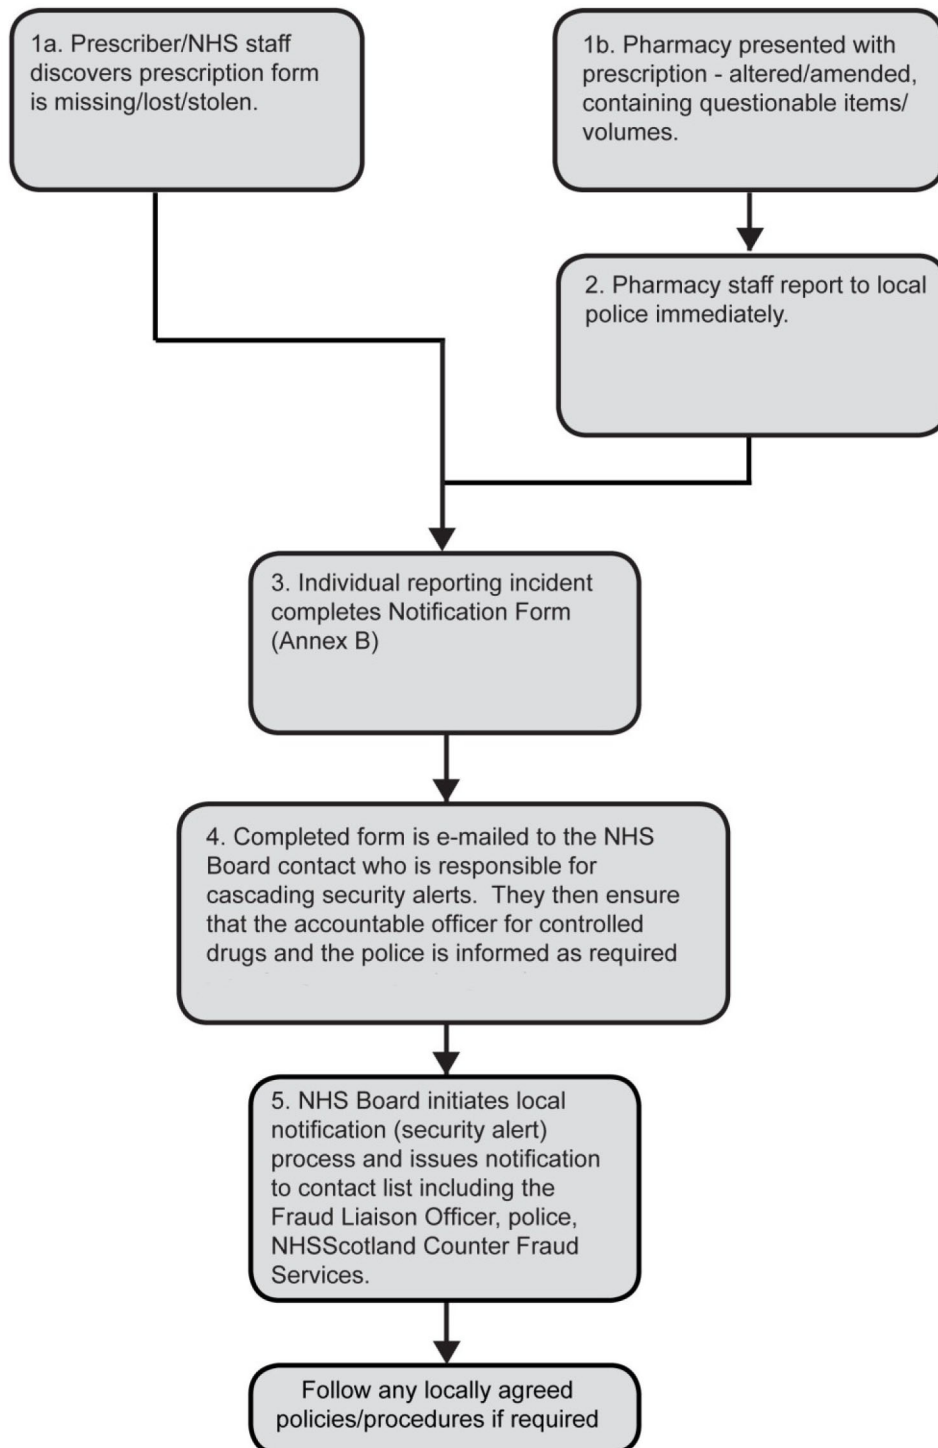 1a. Prescriber/NHS staff
discovers prescription form
is missing/lost/stolen.
1b. Pharmacy presented with
prescription - altered/amended,
containing questionable items/
volumes.
2. Pharmacy staff report to local
police immediately.
3. Individual reporting incident
completes Notification Form
(Annex B)
4. Completed form is e-mailed to the NHS
Board contact who is responsible for
cascading security alerts.  They then ensure
that the accountable officer for controlled
drugs and the police is informed as required
5. NHS Board initiates local
notification (security alert)
process and issues notification
to contact list including the
Fraud Liaison Officer, police,
NHSScotland Counter Fraud
Services.
Follow any locally agreed
policies/procedures if required